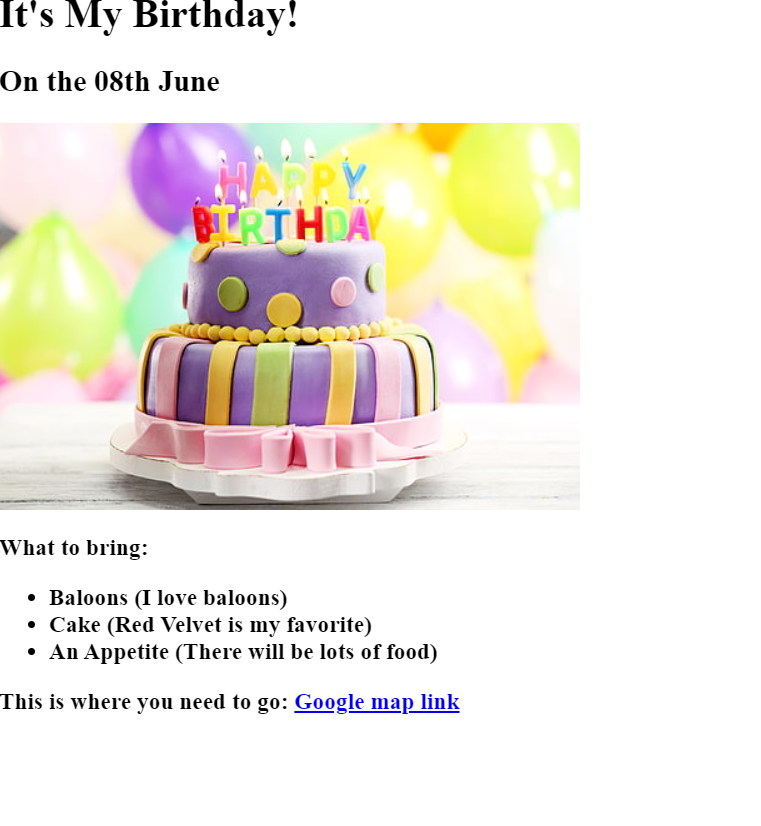 It's My Birthday!
On the 08th June
HAPPY
BIRTHDAY
What to bring:
Baloons (I love baloons)
Cake (Red Velvet is my favorite)
An Appetite (There will be lots of food)
This is where you need to go: Google map link